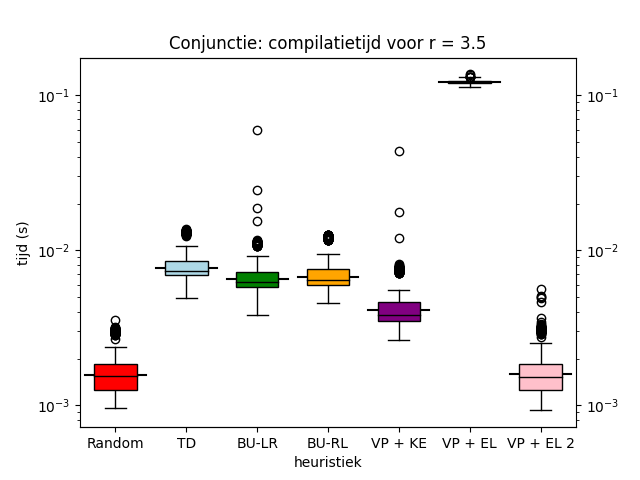 Conjunctie: compilatietijd voor r = 3.5
10⁻¹
10⁻²
10⁻³
tijd (s)
10⁻¹
10⁻²
10⁻³
Random TD BU-LR BU-RL VP + KE VP + EL VP + EL 2
heuristiek